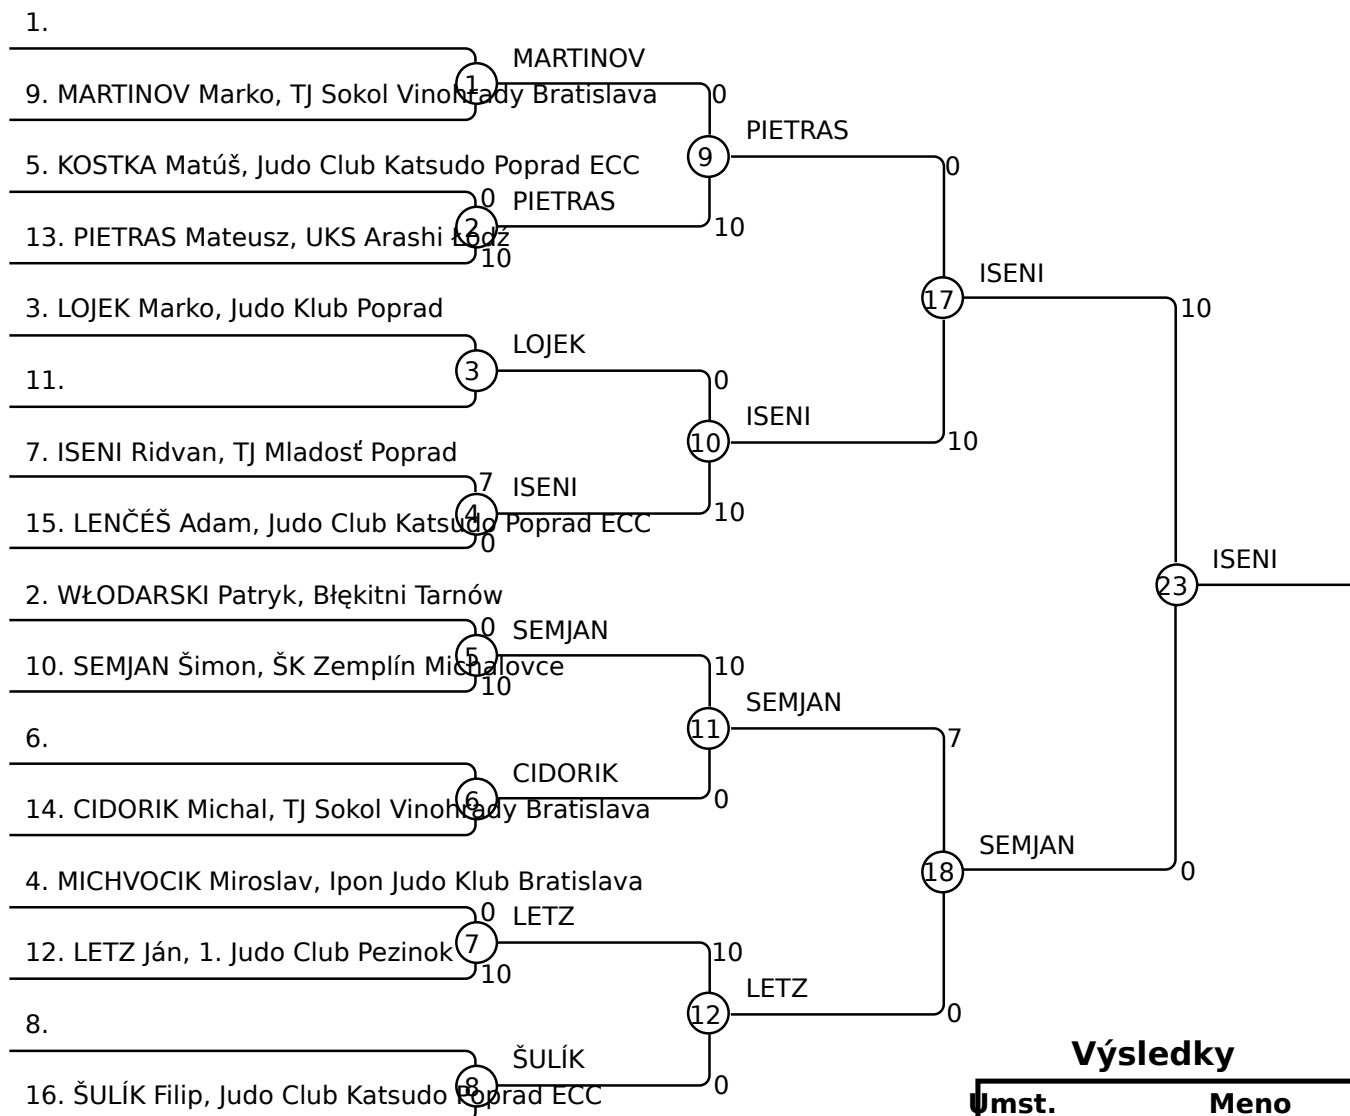 1.
MARTINOV
1
9. MARTINOV Marko, TJ Sokol Vinohrady Bratislava
0
PIETRAS
9
5. KOSTKA Matúš, Judo Club Katsudo Poprad ECC
0
0
PIETRAS
2
10
13. PIETRAS Mateusz, UKS Arashi Łodź
10
ISENI
17
3. LOJEK Marko, Judo Klub Poprad
10
LOJEK
3
0
11.
ISENI
10
10
7. ISENI Ridvan, TJ Mladosť Poprad
7
ISENI
4
10
15. LENČÉŠ Adam, Judo Club Katsudo Poprad ECC
0
ISENI
23
2. WŁODARSKI Patryk, Błękitni Tarnów
0
SEMJAN
5
10. SEMJAN Šimon, ŠK Zemplín Michalovce
10
10
SEMJAN
11
6.
7
CIDORIK
6
0
14. CIDORIK Michal, TJ Sokol Vinohrady Bratislava
SEMJAN
18
0
4. MICHVOCIK Miroslav, Ipon Judo Klub Bratislava
0
LETZ
7
12. LETZ Ján, 1. Judo Club Pezinok
10
10
LETZ
12
0
8.
Výsledky
ŠULÍK
8
0
16. ŠULÍK Filip, Judo Club Katsudo Poprad ECC
Umst. Meno